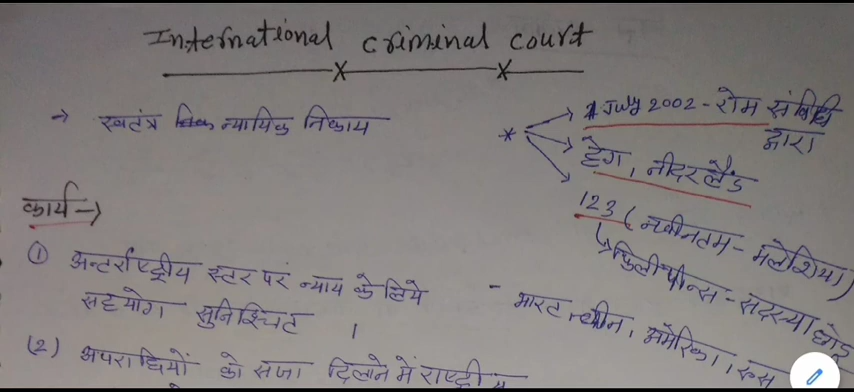 International criminal court
→ स्वतंत्र न्यायिक निकाय
* → 1 July 2002 - रोम संविधि द्वारा
→ हेग, नीदरलैंड
→ 123 (नवीनतम - मलेशिया)
↳ फिलीपीन्स - सदस्यता छोड़
- भारत, चीन, अमेरिका, रूस
कार्य →
① अन्तर्राष्ट्रीय स्तर पर न्याय के लिये
सहयोग सुनिश्चित ।
(2) अपराधियों को सजा दिलाने में राष्ट्रीय